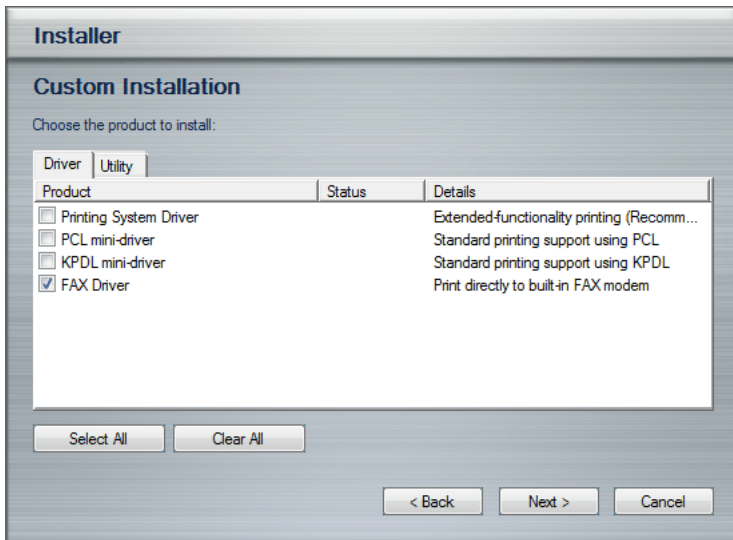 Installer
Custom Installation
Choose the product to install:
Driver Utility
Product Status Details
Printing System Driver Extended-functionality printing (Recomm...
PCL mini-driver Standard printing support using PCL
KPDL mini-driver Standard printing support using KPDL
FAX Driver Print directly to built-in FAX modem
Select All Clear All
< Back Next > Cancel